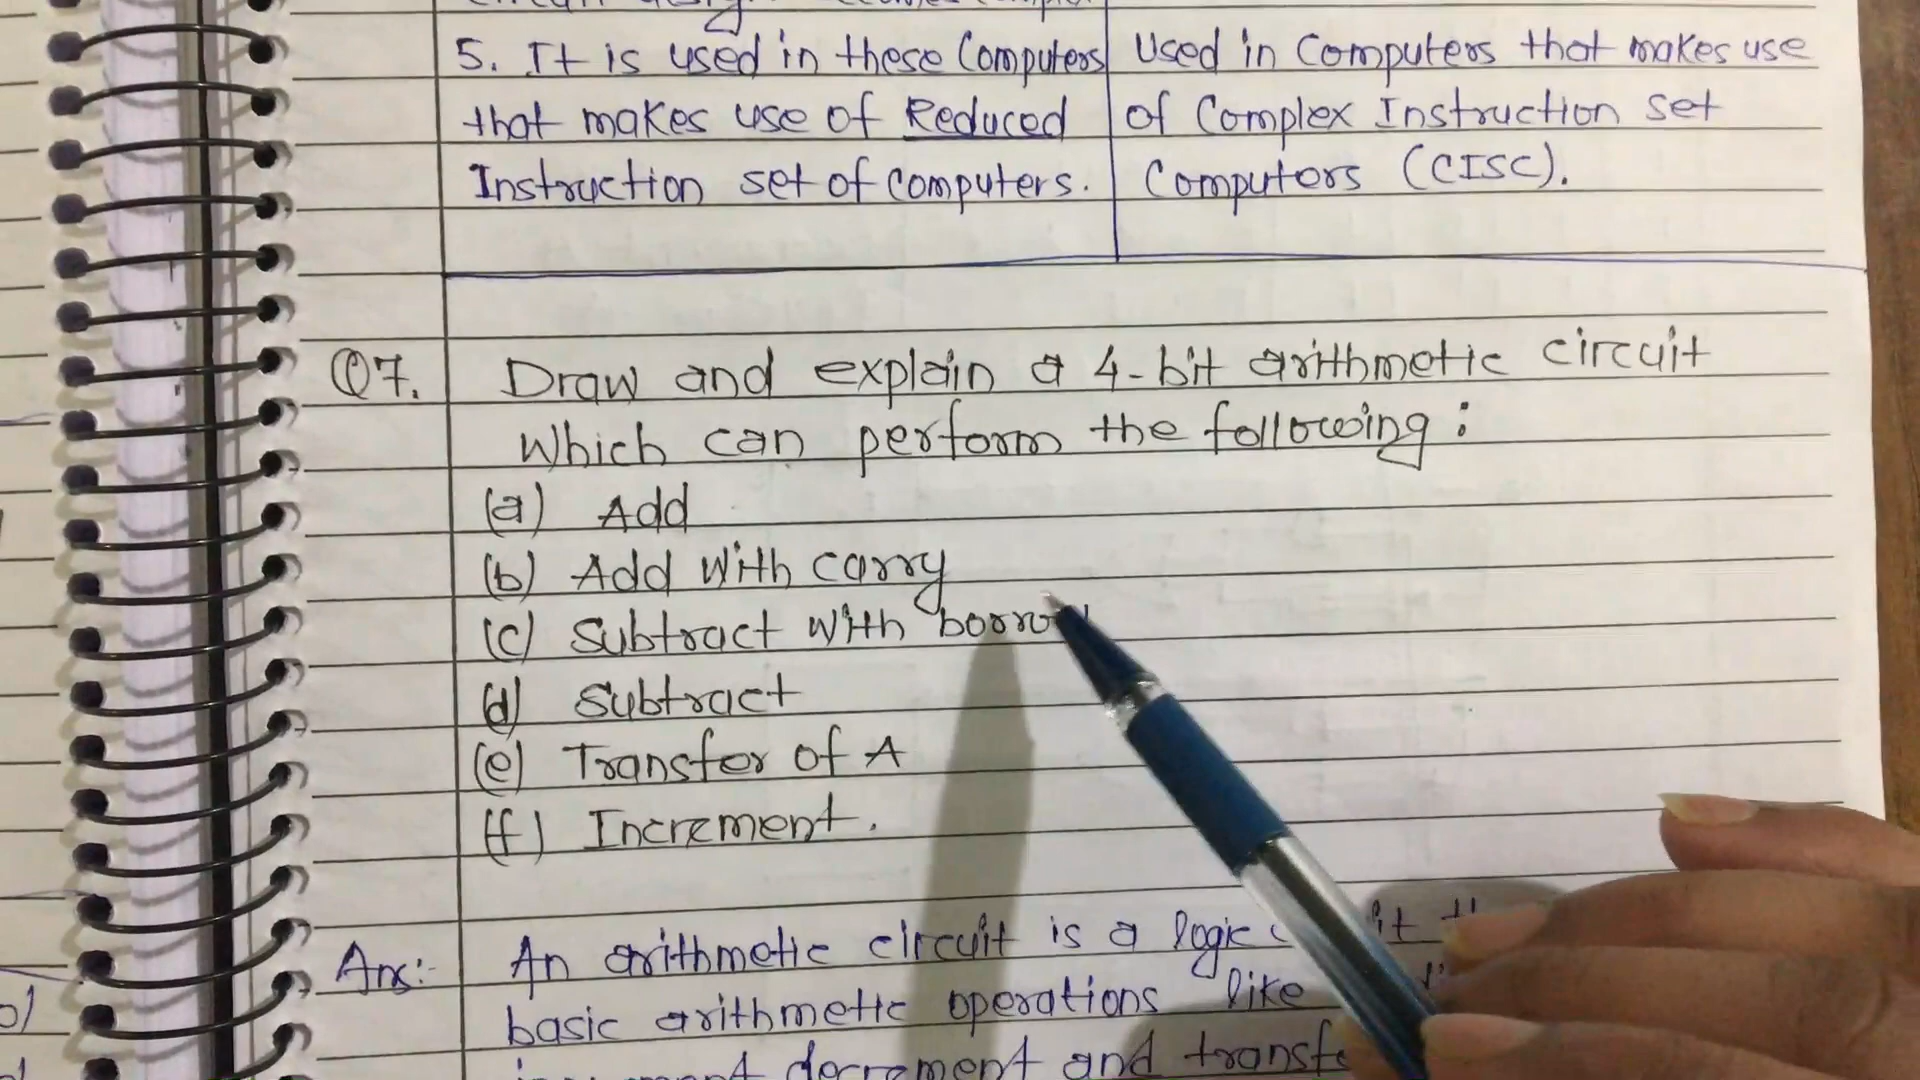 5. It is used in these Computers
that makes use of Reduced
Instruction set of computers.
Used in Computers that makes use
of Complex Instruction set
Computers (CISC).
Q7. Draw and explain a 4-bit arithmetic circuit
Which can perform the following:
(a) Add
(b) Add With carry
(c) Subtract With borrow
(d) Subtract
(e) Transfer of A
(f) Increment.
Ans:- An arithmetic circuit is a logic
basic arithmetic operations like
decrement and